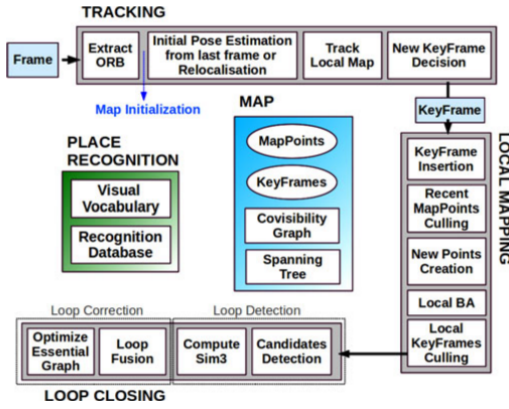 TRACKING
Frame
Extract
ORB
Initial Pose Estimation
from last frame or
Relocalisation
Track
Local Map
New KeyFrame
Decision
Map Initialization
KeyFrame
MAP
MapPoints
KeyFrames
Covisibility
Graph
Spanning
Tree
PLACE
RECOGNITION
Visual
Vocabulary
Recognition
Database
LOCAL MAPPING
KeyFrame
Insertion
Recent
MapPoints
Culling
New Points
Creation
Local BA
Local
KeyFrames
Culling
Loop Correction
Loop Detection
Optimize
Essential
Graph
Loop
Fusion
Compute
Sim3
Candidates
Detection
LOOP CLOSING